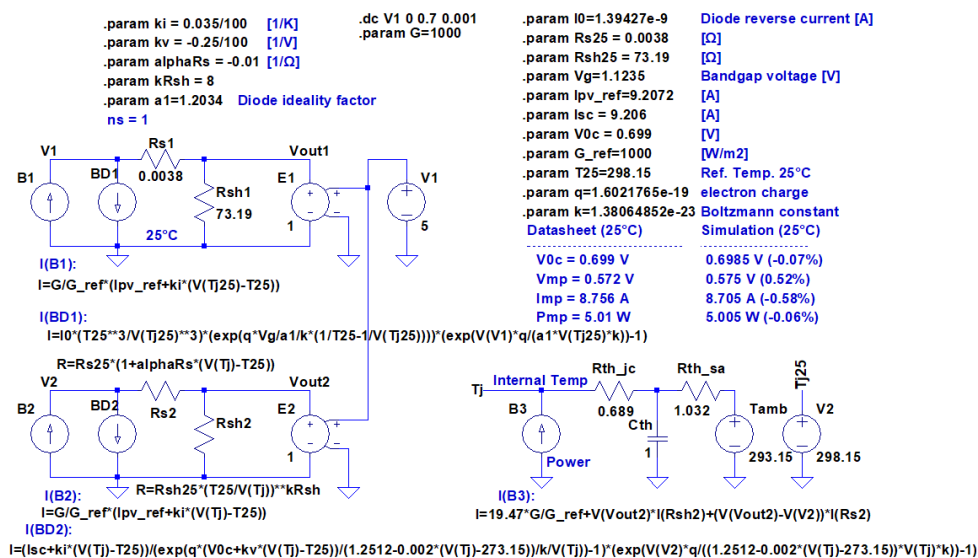 .param ki = 0.035/100 [1/K]
.param kv = -0.25/100 [1/V]
.param alphaRs = -0.01 [1/Ω]
.param kRsh = 8
.param a1=1.2034 Diode ideality factor
ns = 1
.dc V1 0 0.7 0.001
.param G=1000
.param I0=1.39427e-9 Diode reverse current [A]
.param Rs25 = 0.0038 [Ω]
.param Rsh25 = 73.19 [Ω]
.param Vg=1.1235 Bandgap voltage [V]
.param Ipv_ref=9.2072 [A]
.param Isc = 9.206 [A]
.param V0c = 0.699 [V]
.param G_ref=1000 [W/m2]
.param T25=298.15 Ref. Temp. 25°C
.param q=1.6021765e-19 electron charge
.param k=1.38064852e-23 Boltzmann constant
Datasheet (25°C) Simulation (25°C)
V0c = 0.699 V 0.6985 V (-0.07%)
Vmp = 0.572 V 0.575 V (0.52%)
Imp = 8.756 A 8.705 A (-0.58%)
Pmp = 5.01 W 5.005 W (-0.06%)
V1
B1
BD1
Rs1
0.0038
Rsh1
73.19
Vout1
E1
+ +
- -
1
V1
+
-
5
25°C
I(B1):
I=G/G_ref*(Ipv_ref+ki*(V(Tj25)-T25))
I(BD1):
I=I0*(T25**3/V(Tj25)**3)*(exp(q*Vg/a1/k*(1/T25-1/V(Tj25))))*(exp(V(V1)*q/(a1*V(Tj25)*k))-1)
R=Rs25*(1+alphaRs*(V(Tj)-T25))
V2
B2
BD2
Rs2
Rsh2
Vout2
E2
+ +
- -
1
R=Rsh25*(T25/V(Tj))**kRsh
I(B2):
I=G/G_ref*(Ipv_ref+ki*(V(Tj)-T25))
Tj
Internal Temp
Rth_jc
0.689
Rth_sa
1.032
B3
Power
Cth
1
Tamb
+
-
293.15
Tj25
V2
+
-
298.15
I(B3):
I=19.47*G/G_ref+V(Vout2)*I(Rsh2)+(V(Vout2)-V(V2))*I(Rs2)
I(BD2):
I=(Isc+ki*(V(Tj)-T25))/(exp(q*(V0c+kv*(V(Tj)-T25))/(1.2512-0.002*(V(Tj)-273.15))/k/V(Tj))-1)*(exp(V(V2)*q/((1.2512-0.002*(V(Tj)-273.15))*V(Tj)*k))-1)